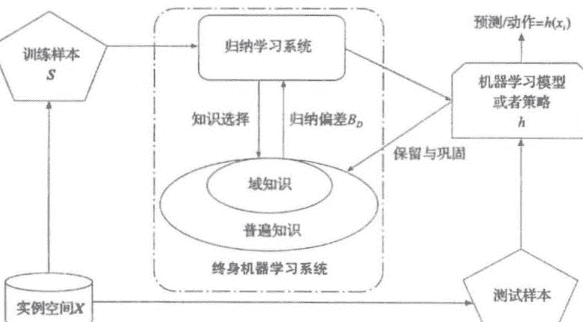 预测/动作=h(xᵢ)
训练样本
S
归纳学习系统
机器学习模型
或者策略
h
知识选择
归纳偏差B_D
保留与巩固
域知识
普遍知识
终身机器学习系统
实例空间X
测试样本